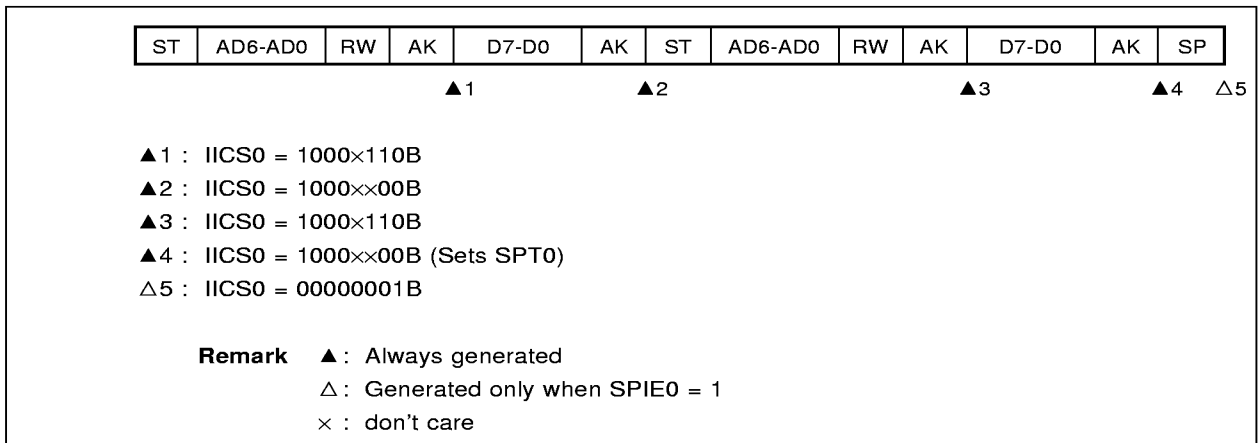 ST AD6-AD0 RW AK D7-D0 AK ST AD6-AD0 RW AK D7-D0 AK SP
▲1 ▲2 ▲3 ▲4 △5
▲1 : IICS0 = 1000×110B
▲2 : IICS0 = 1000××00B
▲3 : IICS0 = 1000×110B
▲4 : IICS0 = 1000××00B (Sets SPT0)
△5 : IICS0 = 00000001B
Remark ▲ : Always generated
△ : Generated only when SPIE0 = 1
× : don't care